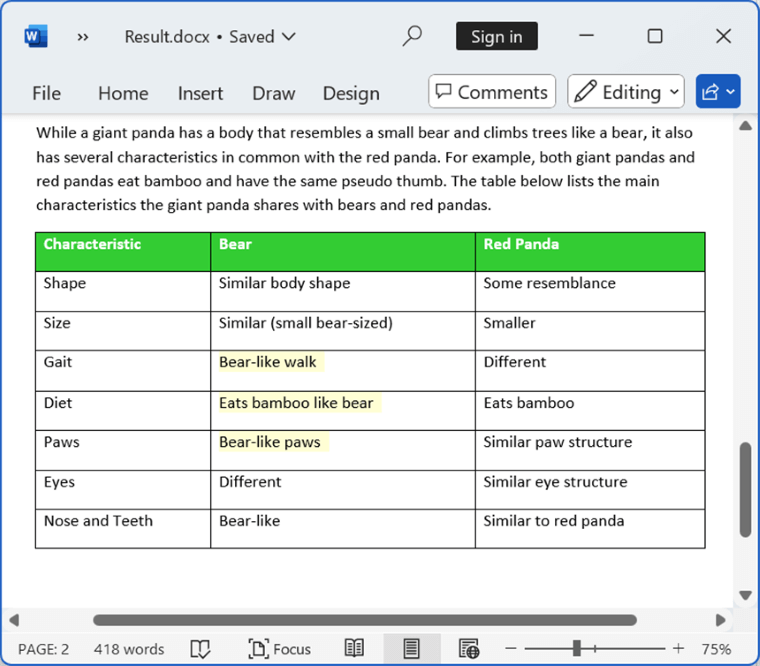 W
Result.docx • Saved
Sign in
File Home Insert Draw Design Comments Editing
While a giant panda has a body that resembles a small bear and climbs trees like a bear, it also
has several characteristics in common with the red panda. For example, both giant pandas and
red pandas eat bamboo and have the same pseudo thumb. The table below lists the main
characteristics the giant panda shares with bears and red pandas.
Characteristic Bear Red Panda
Shape Similar body shape Some resemblance
Size Similar (small bear-sized) Smaller
Gait Bear-like walk Different
Diet Eats bamboo like bear Eats bamboo
Paws Bear-like paws Similar paw structure
Eyes Different Similar eye structure
Nose and Teeth Bear-like Similar to red panda
PAGE: 2 418 words Focus 75%